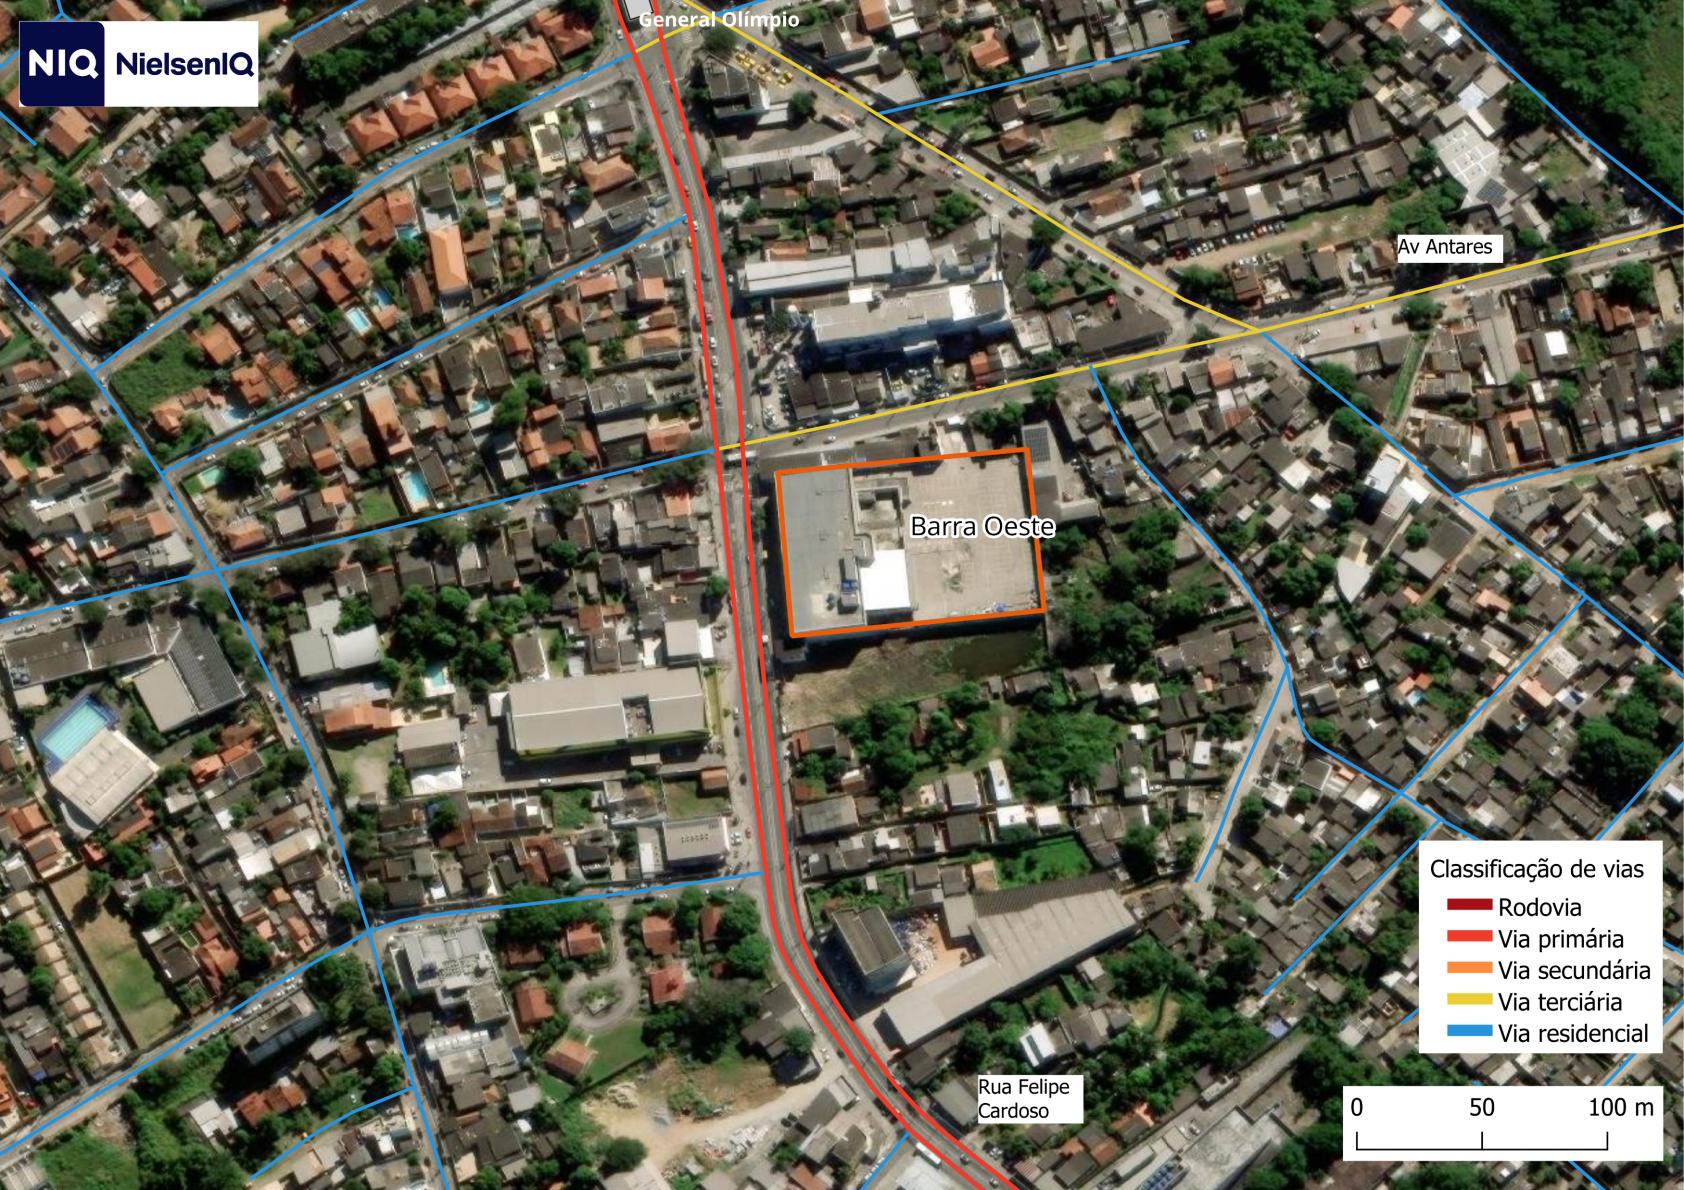 General Olímpio
NIQ NielsenIQ
Av Antares
Barra Oeste
Classificação de vias
Rodovia
Via primária
Via secundária
Via terciária
Via residencial
Rua Felipe
Cardoso
0 50 100 m